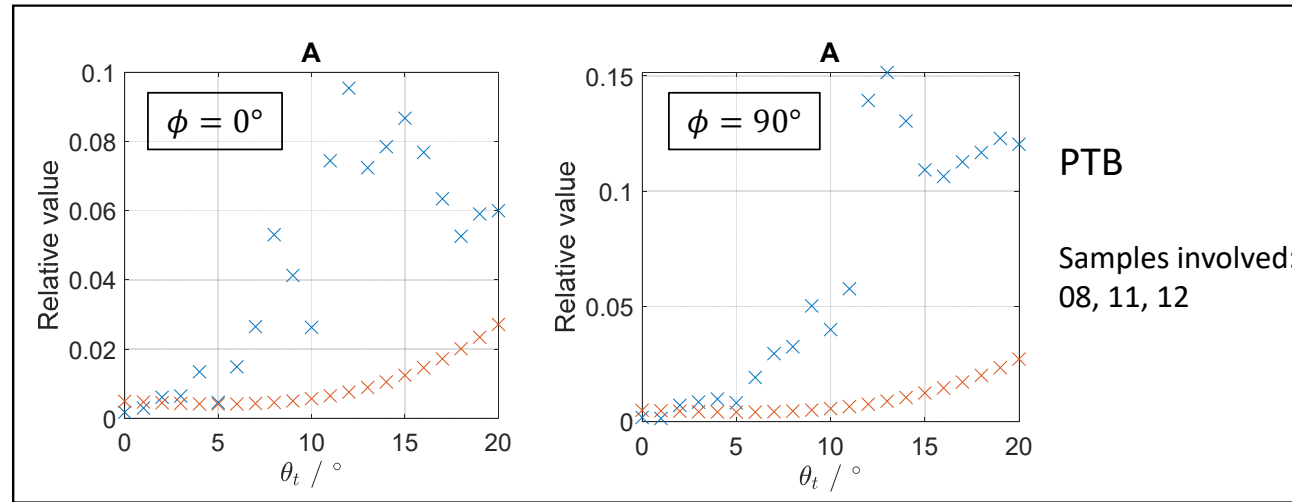 A
0.1
0.08
0.06
0.04
0.02
0
Relative value
ϕ = 0°
0 5 10 15 20
θt / °
A
0.15
0.1
0.05
0
Relative value
ϕ = 90°
0 5 10 15 20
θt / °
PTB
Samples involved:
08, 11, 12